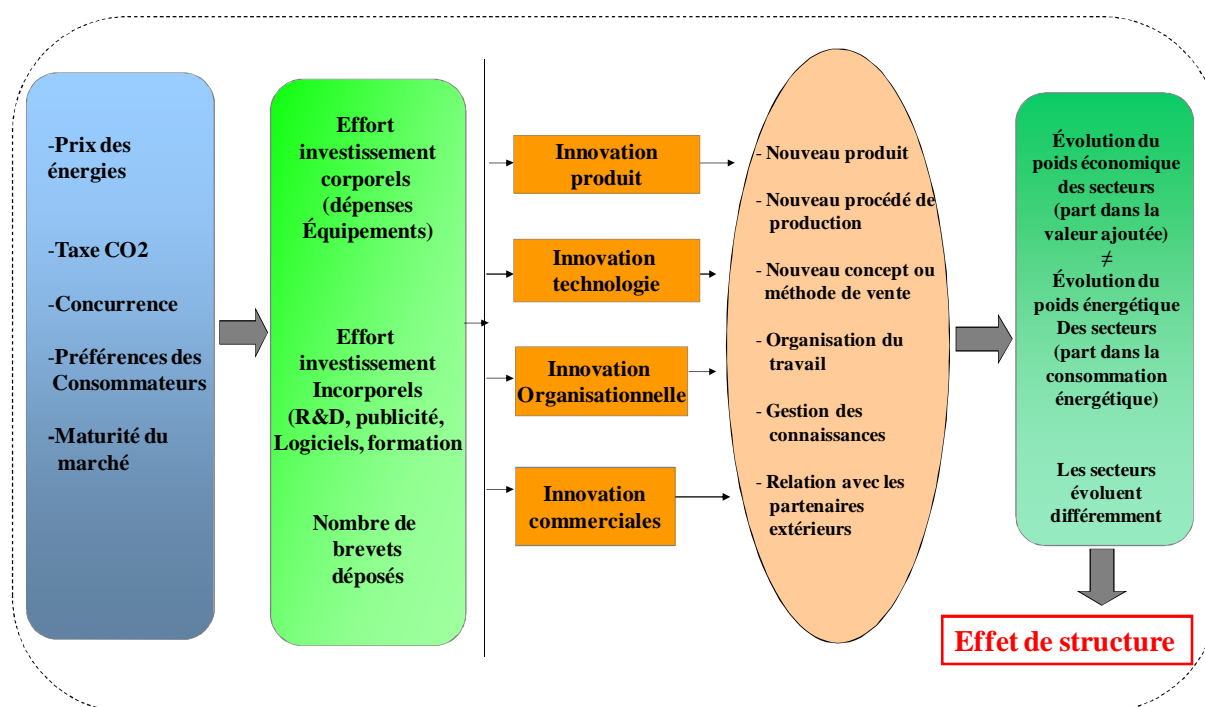 -Prix des
énergies
-Taxe CO2
-Concurrence
-Préférences des
Consommateurs
-Maturité du
marché
Effort
investissement
corporels
(dépenses
Équipements)
Effort
investissement
Incorporels
(R&D, publicité,
Logiciels, formation
Nombre de
brevets
déposés
Innovation
produit
Innovation
technologie
Innovation
Organisationnelle
Innovation
commerciales
- Nouveau produit
- Nouveau procédé de
production
- Nouveau concept ou
méthode de vente
- Organisation du
travail
- Gestion des
connaissances
- Relation avec les
partenaires
extérieurs
Évolution du
poids économique
des secteurs
(part dans la
valeur ajoutée)
≠
Évolution du
poids énergétique
Des secteurs
(part dans la
consommation
énergétique)
Les secteurs
évoluent
différemment
Effet de structure